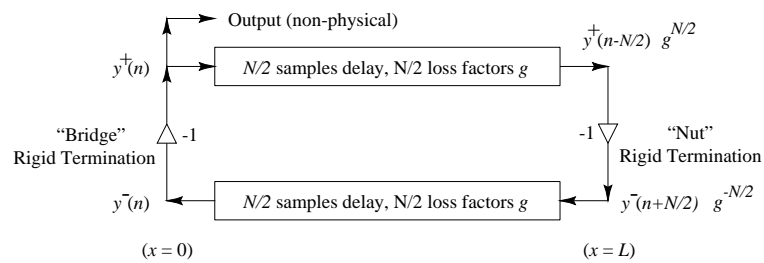 Output (non-physical)
y⁺(n)
N/2 samples delay, N/2 loss factors g
y⁺(n-N/2) g^{N/2}
“Bridge”
Rigid Termination
-1
-1
“Nut”
Rigid Termination
y⁻(n)
N/2 samples delay, N/2 loss factors g
y⁻(n+N/2) g^{-N/2}
(x = 0)
(x = L)